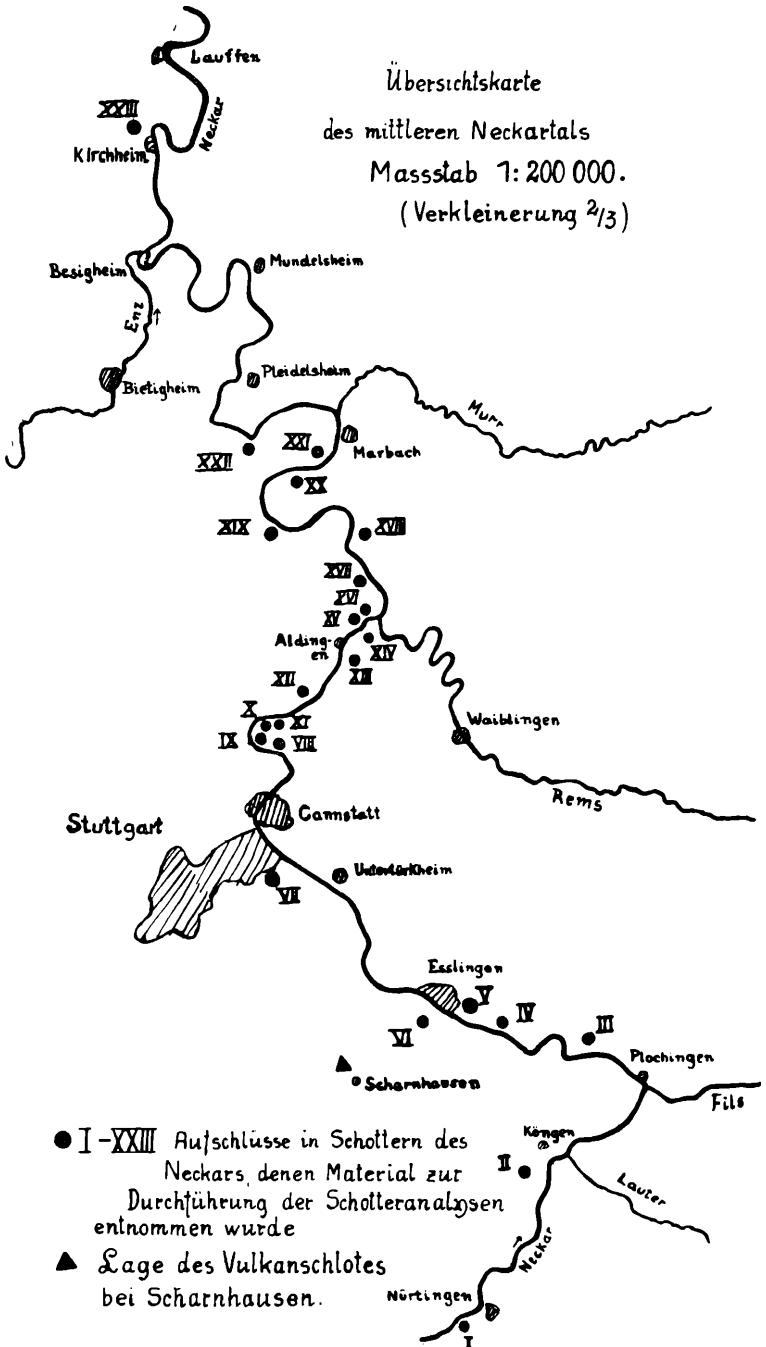 Lauffen
Übersichtskarte
des mittleren Neckartals
Massstab 1:200 000.
(Verkleinerung 2/3)
Neckar
XXIII
Kirchheim
Besigheim
Mundelsheim
Enz
Bietigheim
Pleidelsheim
Murr
Marbach
XXI
XXII
XX
XIX
XVIII
XVII
XVI
XV
Alding-
en
XIV
XIII
XII
X
XI
IX
VIII
Waiblingen
Rems
Cannstatt
Stuttgart
Untertürkheim
VII
Esslingen
V
IV
VI
III
Plochingen
Scharnhausen
Fils
Köngen
II
Lauter
Neckar
Nürtingen
I
I-XXIII Aufschlüsse in Schottern des
Neckars, denen Material zur
Durchführung der Schotteranalysen
entnommen wurde
Lage des Vulkanschlotes
bei Scharnhausen.